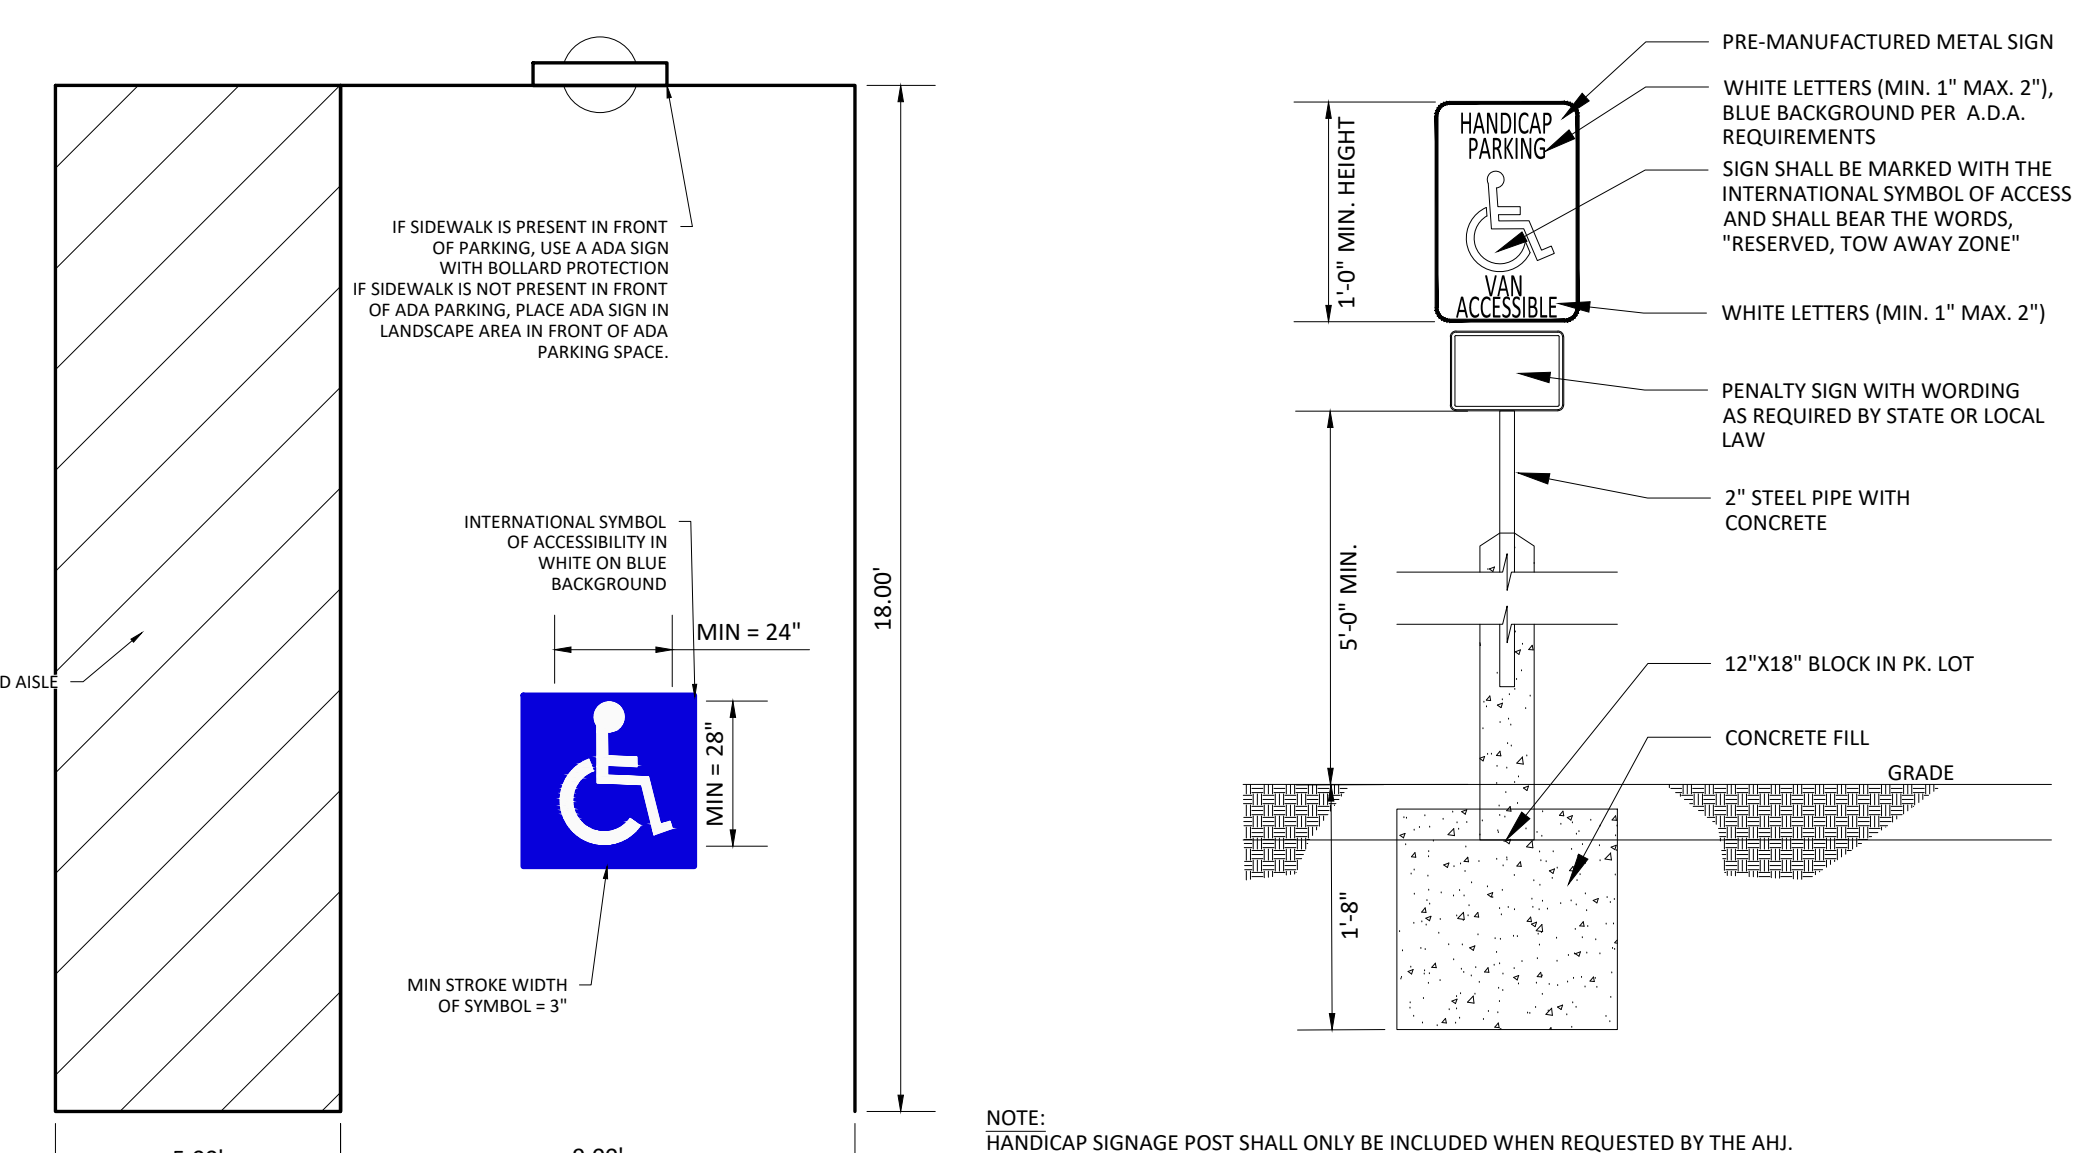 IF SIDEWALK IS PRESENT IN FRONT
OF PARKING, USE A ADA SIGN
WITH BOLLARD PROTECTION
IF SIDEWALK IS NOT PRESENT IN FRONT
OF ADA PARKING, PLACE ADA SIGN IN
LANDSCAPE AREA IN FRONT OF ADA
PARKING SPACE.
INTERNATIONAL SYMBOL
OF ACCESSIBILITY IN
WHITE ON BLUE
BACKGROUND
MIN = 24"
MIN = 28"
18.00'
D AISLE
MIN STROKE WIDTH
OF SYMBOL = 3"
HANDICAP
PARKING
VAN
ACCESSIBLE
1'-0" MIN. HEIGHT
5'-0" MIN.
1'-8"
PRE-MANUFACTURED METAL SIGN
WHITE LETTERS (MIN. 1" MAX. 2"),
BLUE BACKGROUND PER A.D.A.
REQUIREMENTS
SIGN SHALL BE MARKED WITH THE
INTERNATIONAL SYMBOL OF ACCESS
AND SHALL BEAR THE WORDS,
"RESERVED, TOW AWAY ZONE"
WHITE LETTERS (MIN. 1" MAX. 2")
PENALTY SIGN WITH WORDING
AS REQUIRED BY STATE OR LOCAL
LAW
2" STEEL PIPE WITH
CONCRETE
12"X18" BLOCK IN PK. LOT
CONCRETE FILL
GRADE
NOTE:
HANDICAP SIGNAGE POST SHALL ONLY BE INCLUDED WHEN REQUESTED BY THE AHJ.